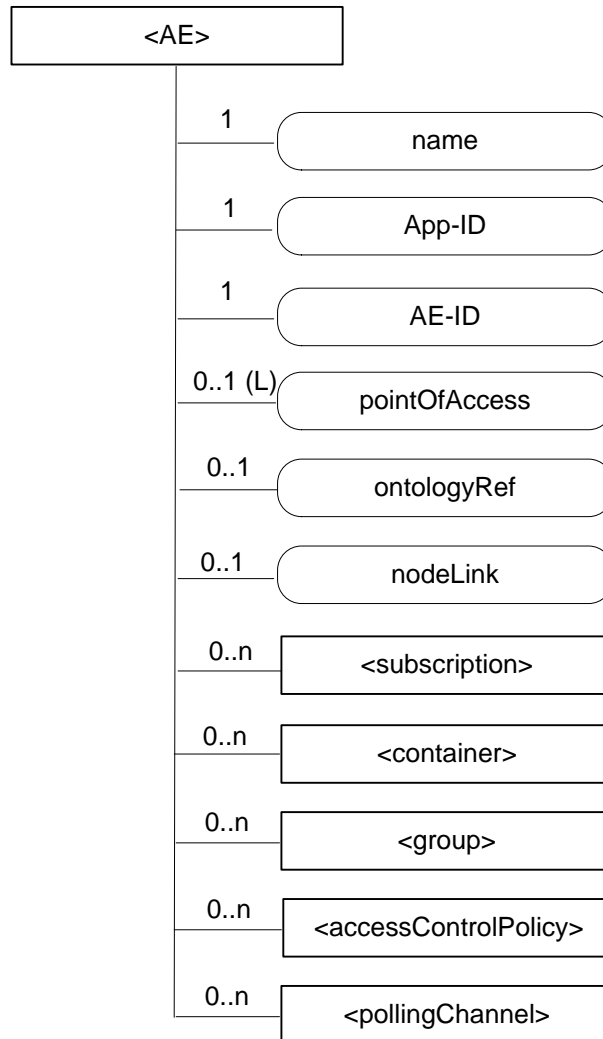 <AE>
1
name
1
App-ID
1
AE-ID
0..1 (L)
pointOfAccess
0..1
ontologyRef
0..1
nodeLink
0..n
<subscription>
0..n
<container>
0..n
<group>
0..n
<accessControlPolicy>
0..n
<pollingChannel>